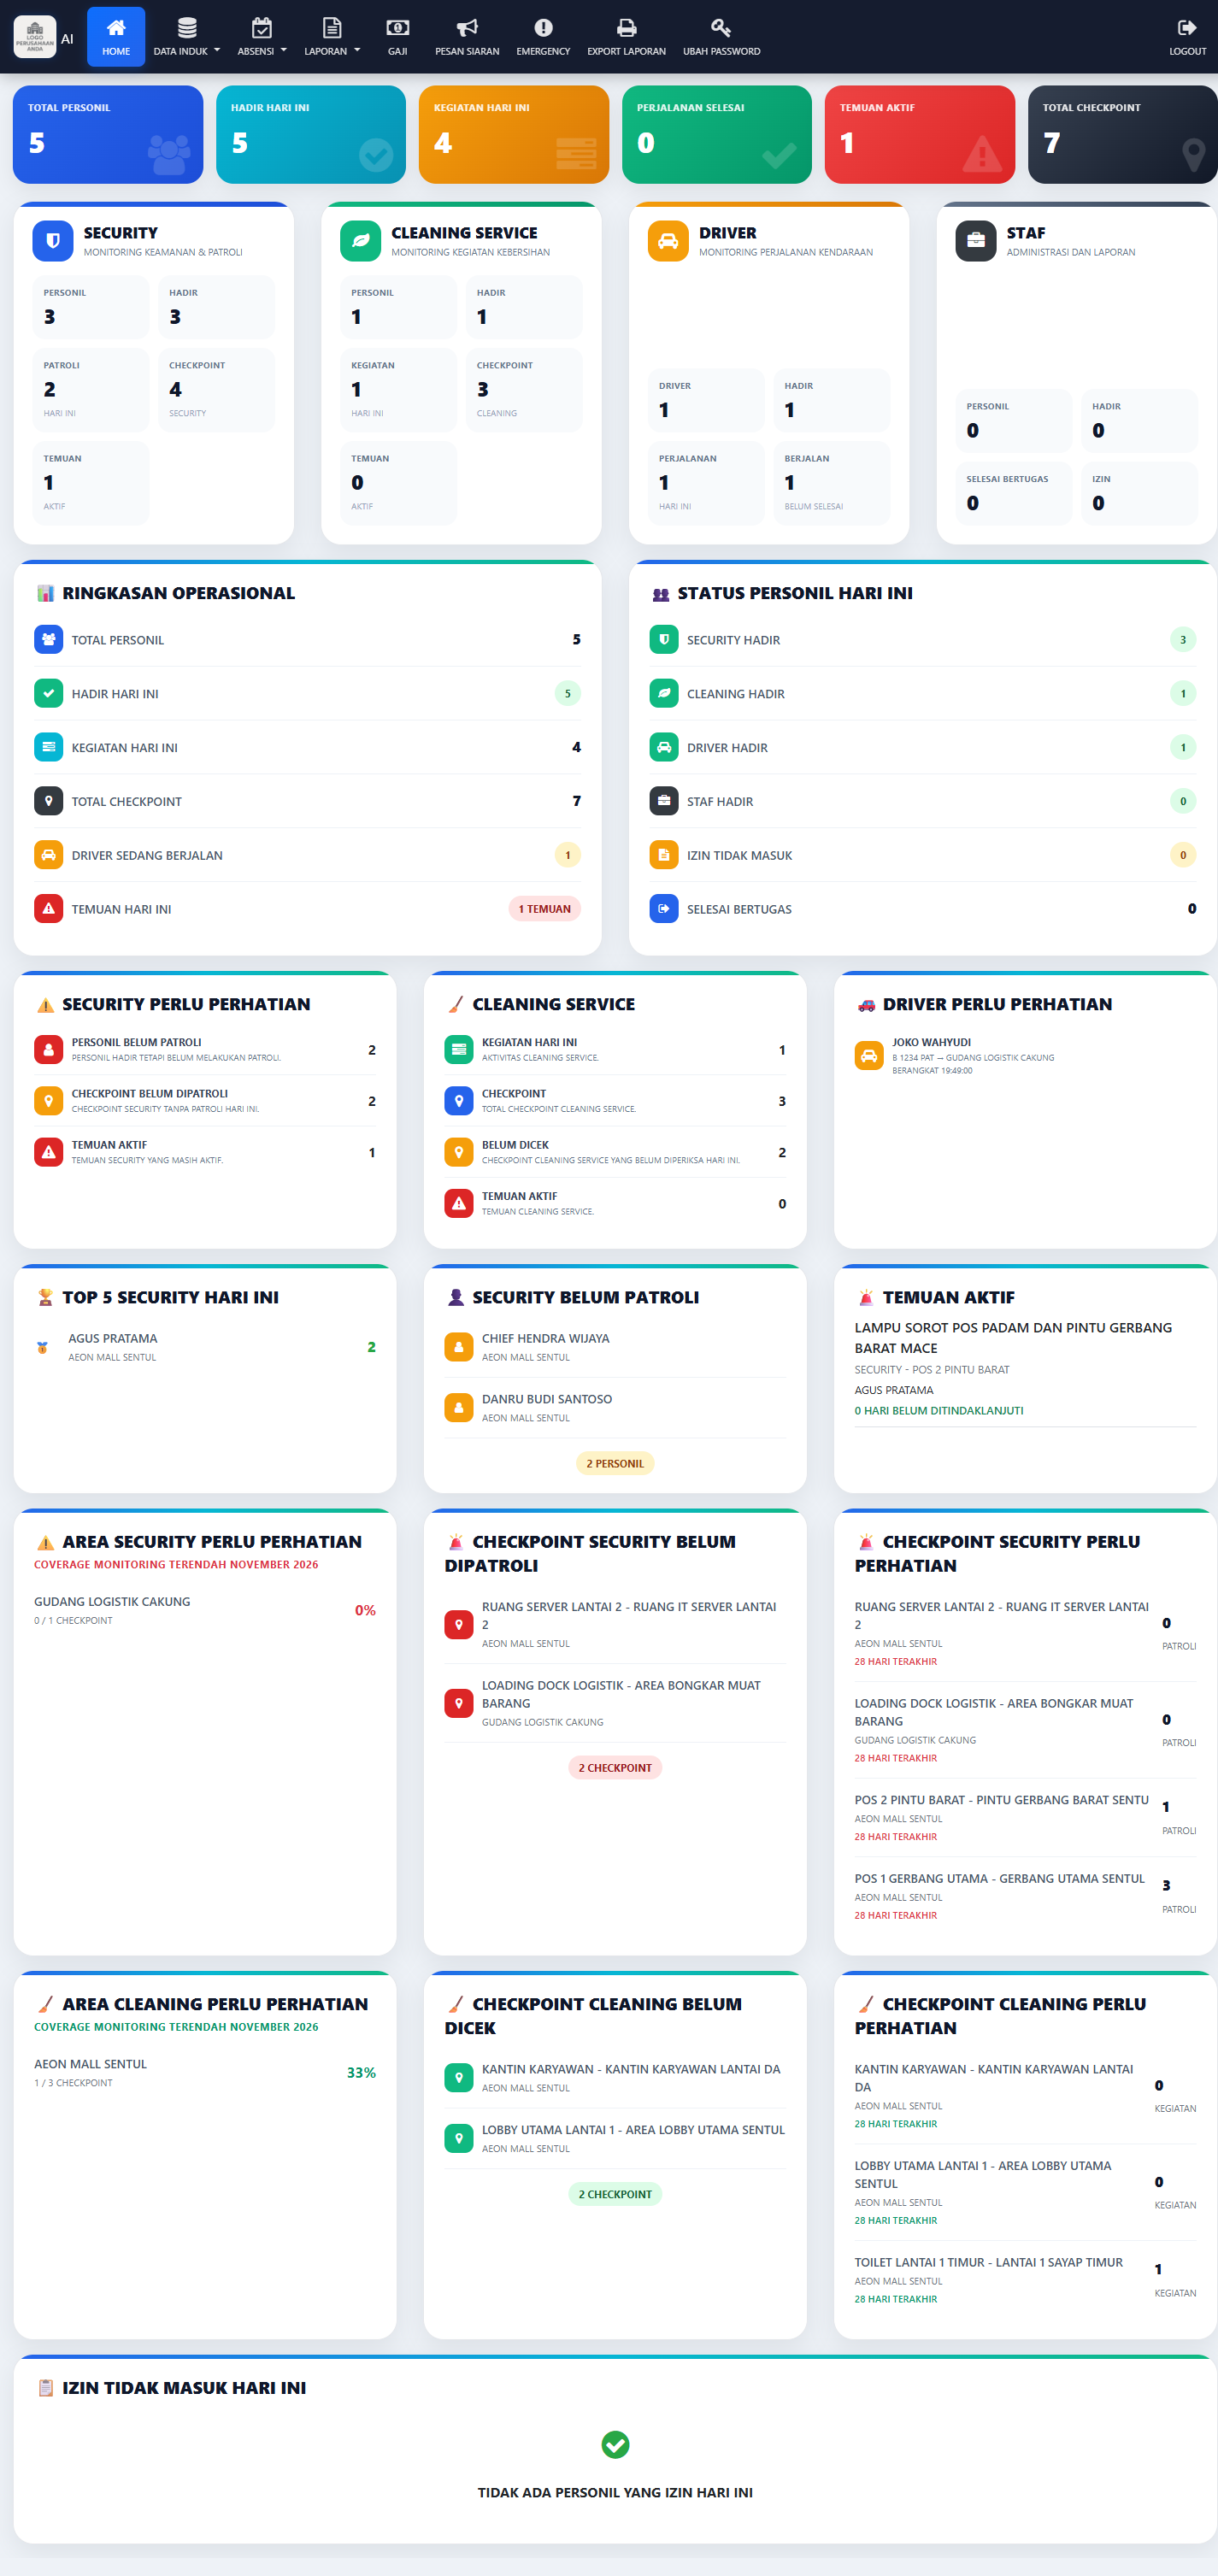 LOGO
PERUSAHAAN
ANDA
AI
HOME
DATA INDUK
ABSENSI
LAPORAN
GAJI
PESAN SIARAN
EMERGENCY
EXPORT LAPORAN
UBAH PASSWORD
LOGOUT
TOTAL PERSONIL
5
HADIR HARI INI
5
KEGIATAN HARI INI
4
PERJALANAN SELESAI
0
TEMUAN AKTIF
1
TOTAL CHECKPOINT
7
SECURITY
MONITORING KEAMANAN & PATROLI
PERSONIL
3
HADIR
3
PATROLI
2
HARI INI
CHECKPOINT
4
SECURITY
TEMUAN
1
AKTIF
CLEANING SERVICE
MONITORING KEGIATAN KEBERSIHAN
PERSONIL
1
HADIR
1
KEGIATAN
1
HARI INI
CHECKPOINT
3
CLEANING
TEMUAN
0
AKTIF
DRIVER
MONITORING PERJALANAN KENDARAAN
DRIVER
1
HADIR
1
PERJALANAN
1
HARI INI
BERJALAN
1
BELUM SELESAI
STAF
ADMINISTRASI DAN LAPORAN
PERSONIL
0
HADIR
0
SELESAI BERTUGAS
0
IZIN
0
RINGKASAN OPERASIONAL
TOTAL PERSONIL 5
HADIR HARI INI 5
KEGIATAN HARI INI 4
TOTAL CHECKPOINT 7
DRIVER SEDANG BERJALAN 1
TEMUAN HARI INI 1 TEMUAN
STATUS PERSONIL HARI INI
SECURITY HADIR 3
CLEANING HADIR 1
DRIVER HADIR 1
STAF HADIR 0
IZIN TIDAK MASUK 0
SELESAI BERTUGAS 0
SECURITY PERLU PERHATIAN
PERSONIL BELUM PATROLI
PERSONIL HADIR TETAPI BELUM MELAKUKAN PATROLI.
2
CHECKPOINT BELUM DIPATROLI
CHECKPOINT SECURITY TANPA PATROLI HARI INI.
2
TEMUAN AKTIF
TEMUAN SECURITY YANG MASIH AKTIF.
1
CLEANING SERVICE
KEGIATAN HARI INI
AKTIVITAS CLEANING SERVICE.
1
CHECKPOINT
TOTAL CHECKPOINT CLEANING SERVICE.
3
BELUM DICEK
CHECKPOINT CLEANING SERVICE YANG BELUM DIPERIKSA HARI INI.
2
TEMUAN AKTIF
TEMUAN CLEANING SERVICE.
0
DRIVER PERLU PERHATIAN
JOKO WAHYUDI
B 1234 PAT → GUDANG LOGISTIK CAKUNG
BERANGKAT 19:49:00
TOP 5 SECURITY HARI INI
AGUS PRATAMA
AEON MALL SENTUL
2
SECURITY BELUM PATROLI
CHIEF HENDRA WIJAYA
AEON MALL SENTUL
DANRU BUDI SANTOSO
AEON MALL SENTUL
2 PERSONIL
TEMUAN AKTIF
LAMPU SOROT POS PADAM DAN PINTU GERBANG
BARAT MACE
SECURITY - POS 2 PINTU BARAT
AGUS PRATAMA
0 HARI BELUM DITINDAKLANJUTI
AREA SECURITY PERLU PERHATIAN
COVERAGE MONITORING TERENDAH NOVEMBER 2026
GUDANG LOGISTIK CAKUNG
0 / 1 CHECKPOINT
0%
CHECKPOINT SECURITY BELUM
DIPATROLI
RUANG SERVER LANTAI 2 - RUANG IT SERVER LANTAI
2
AEON MALL SENTUL
LOADING DOCK LOGISTIK - AREA BONGKAR MUAT
BARANG
GUDANG LOGISTIK CAKUNG
2 CHECKPOINT
CHECKPOINT SECURITY PERLU
PERHATIAN
RUANG SERVER LANTAI 2 - RUANG IT SERVER LANTAI
2
AEON MALL SENTUL
28 HARI TERAKHIR
0
PATROLI
LOADING DOCK LOGISTIK - AREA BONGKAR MUAT
BARANG
GUDANG LOGISTIK CAKUNG
28 HARI TERAKHIR
0
PATROLI
POS 2 PINTU BARAT - PINTU GERBANG BARAT SENTU
AEON MALL SENTUL
28 HARI TERAKHIR
1
PATROLI
POS 1 GERBANG UTAMA - GERBANG UTAMA SENTUL
AEON MALL SENTUL
28 HARI TERAKHIR
3
PATROLI
AREA CLEANING PERLU PERHATIAN
COVERAGE MONITORING TERENDAH NOVEMBER 2026
AEON MALL SENTUL
1 / 3 CHECKPOINT
33%
CHECKPOINT CLEANING BELUM
DICEK
KANTIN KARYAWAN - KANTIN KARYAWAN LANTAI DA
AEON MALL SENTUL
LOBBY UTAMA LANTAI 1 - AREA LOBBY UTAMA SENTUL
AEON MALL SENTUL
2 CHECKPOINT
CHECKPOINT CLEANING PERLU
PERHATIAN
KANTIN KARYAWAN - KANTIN KARYAWAN LANTAI
DA
AEON MALL SENTUL
28 HARI TERAKHIR
0
KEGIATAN
LOBBY UTAMA LANTAI 1 - AREA LOBBY UTAMA
SENTUL
AEON MALL SENTUL
28 HARI TERAKHIR
0
KEGIATAN
TOILET LANTAI 1 TIMUR - LANTAI 1 SAYAP TIMUR
AEON MALL SENTUL
28 HARI TERAKHIR
1
KEGIATAN
IZIN TIDAK MASUK HARI INI
TIDAK ADA PERSONIL YANG IZIN HARI INI